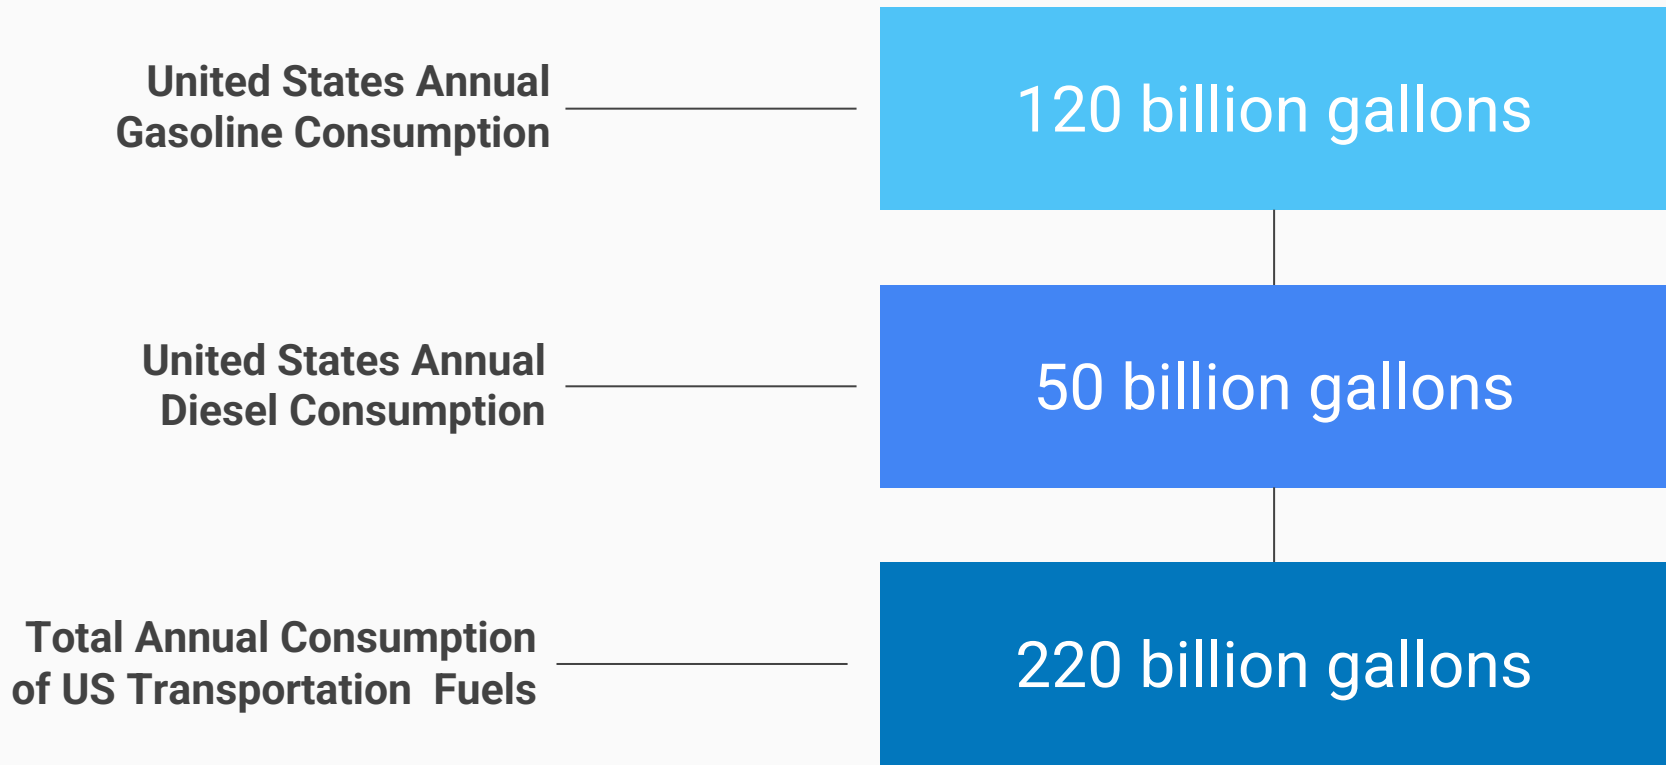 United States Annual
Gasoline Consumption
120 billion gallons
United States Annual
Diesel Consumption
50 billion gallons
Total Annual Consumption
of US Transportation  Fuels
220 billion gallons